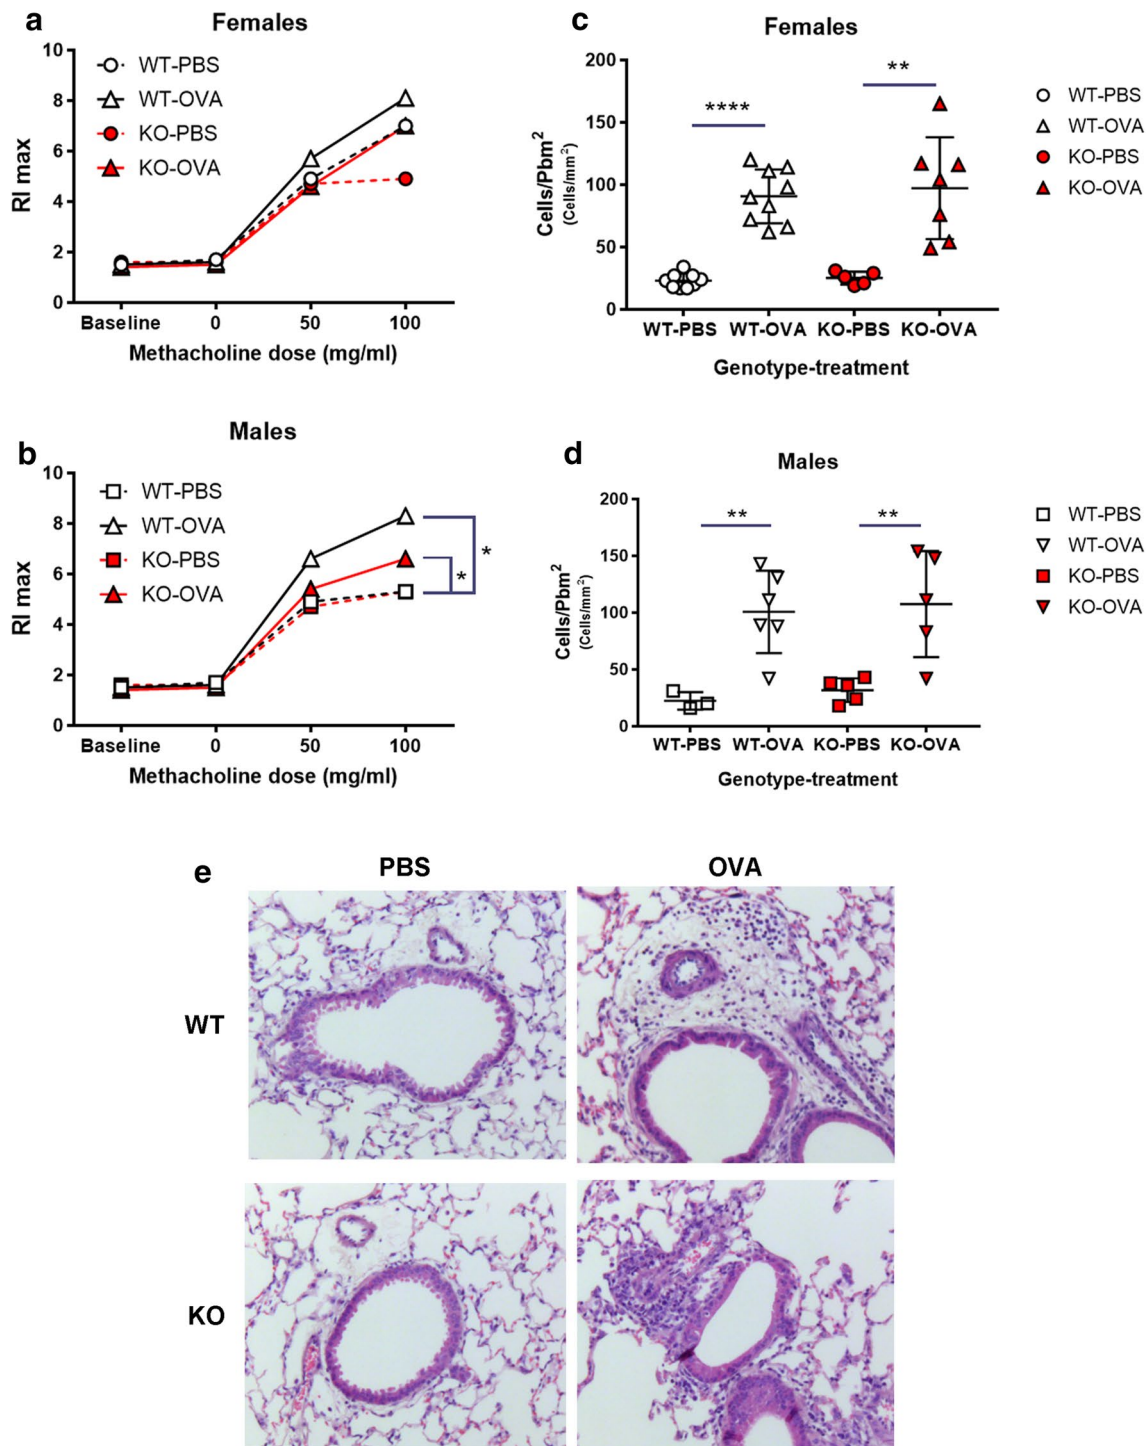 a
Females
RI max
10
8
6
4
2
0
WT-PBS
WT-OVA
KO-PBS
KO-OVA
Baseline 0 50 100
Methacholine dose (mg/ml)
c
Females
Cells/Pbm2
(Cells/mm2)
200
150
100
50
0
****
**
WT-PBS WT-OVA KO-PBS KO-OVA
Genotype-treatment
WT-PBS
WT-OVA
KO-PBS
KO-OVA
b
Males
RI max
10
8
6
4
2
0
WT-PBS
WT-OVA
KO-PBS
KO-OVA
*
*
Baseline 0 50 100
Methacholine dose (mg/ml)
d
Males
Cells/Pbm2
(Cells/mm2)
200
150
100
50
0
**
**
WT-PBS WT-OVA KO-PBS KO-OVA
Genotype-treatment
WT-PBS
WT-OVA
KO-PBS
KO-OVA
e
PBS OVA
WT
KO